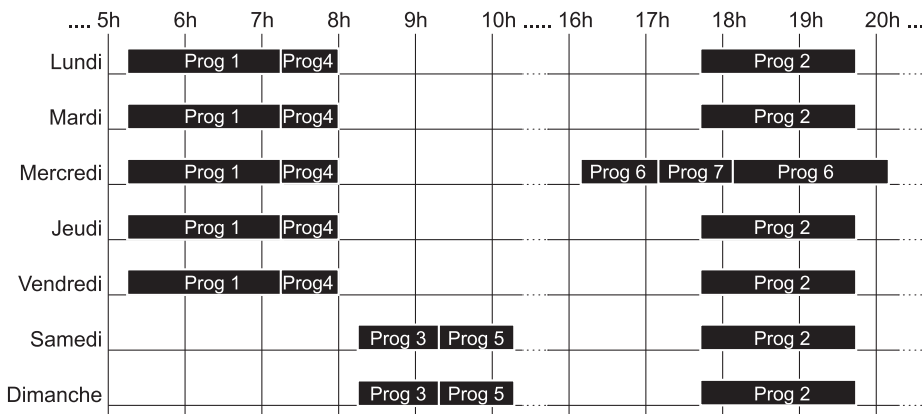 .... 5h 6h 7h 8h 9h 10h ..... 16h 17h 18h 19h 20h ...
Lundi Prog 1 Prog4 Prog 2
Mardi Prog 1 Prog4 Prog 2
Mercredi Prog 1 Prog4 Prog 6 Prog 7 Prog 6
Jeudi Prog 1 Prog4 Prog 2
Vendredi Prog 1 Prog4 Prog 2
Samedi Prog 3 Prog 5 Prog 2
Dimanche Prog 3 Prog 5 Prog 2